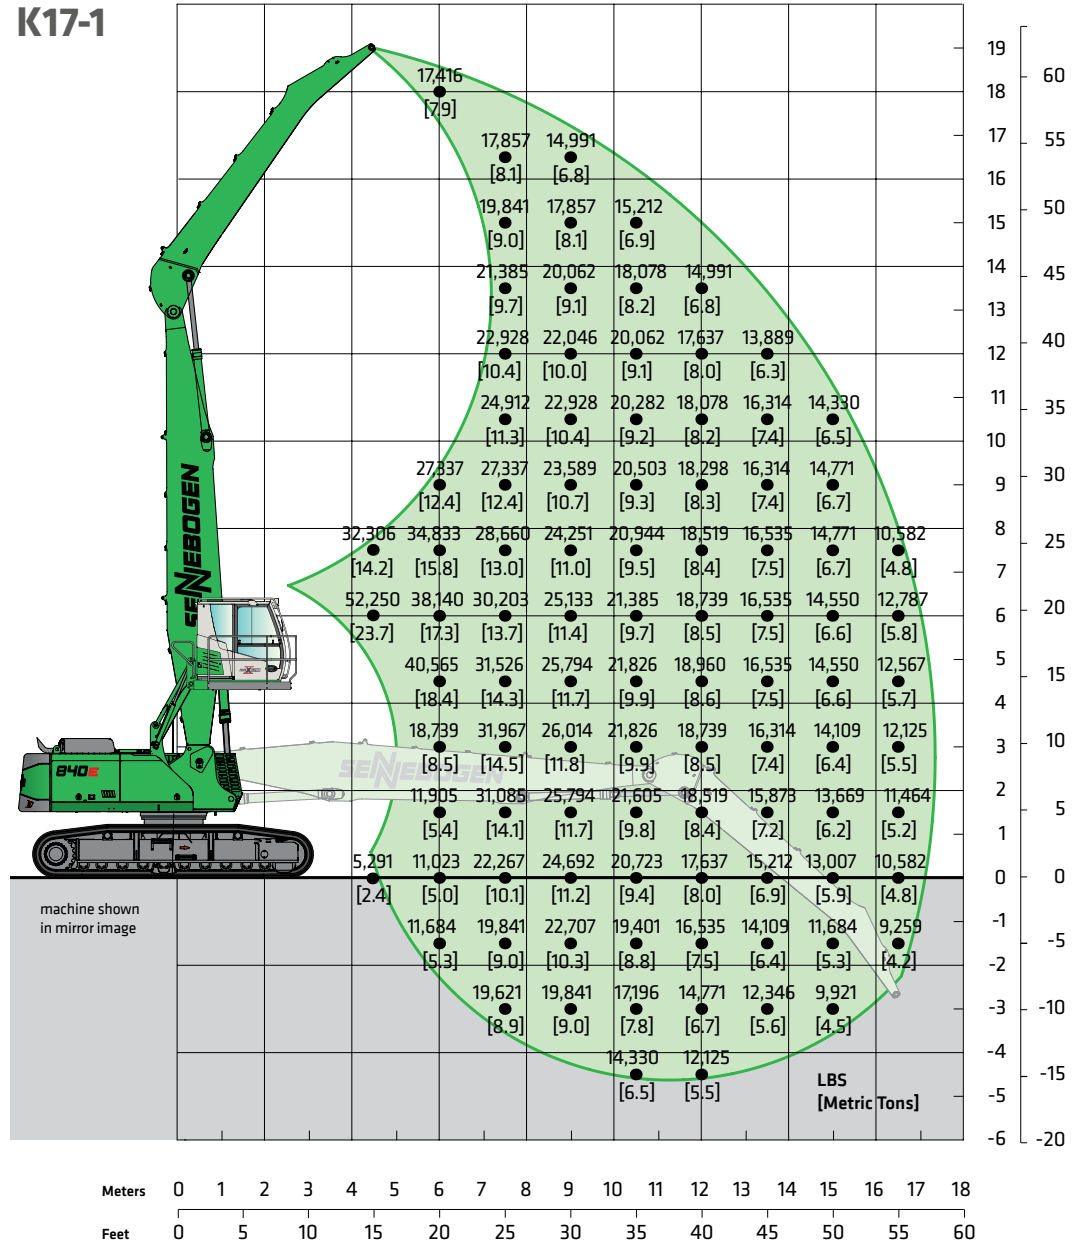 K17-1
19
60
17,416
18
[7.9]
17
55
17,857 14,991
[8.1] [6.8]
16
19,841 17,857 15,212
15
50
[9.0] [8.1] [6.9]
14
21,385 20,062 18,078 14,991
45
[9.7] [9.1] [8.2] [6.8]
13
22,928 22,046 20,062 17,637 13,889
12
40
[10.4] [10.0] [9.1] [8.0] [6.3]
11
24,912 22,928 20,282 18,078 16,314 14,330
35
[11.3] [10.4] [9.2] [8.2] [7.4] [6.5]
10
27,337 27,337 23,589 20,503 18,298 16,314 14,771
9
30
[12.4] [12.4] [10.7] [9.3] [8.3] [7.4] [6.7]
8
32,306 34,833 28,660 24,251 20,944 18,519 16,535 14,771 10,582
25
[14.2] [15.8] [13.0] [11.0] [9.5] [8.4] [7.5] [6.7] [4.8]
7
SENNEBOGEN
52,250 38,140 30,203 25,133 21,385 18,739 16,535 14,550 12,787
6
20
[23.7] [17.3] [13.7] [11.4] [9.7] [8.5] [7.5] [6.6] [5.8]
40,565 31,526 25,794 21,826 18,960 16,535 14,550 12,567
5
15
[18.4] [14.3] [11.7] [9.9] [8.6] [7.5] [6.6] [5.7]
4
18,739 31,967 26,014 21,826 18,739 16,314 14,109 12,125
3
10
[8.5] [14.5] [11.8] [9.9] [8.5] [7.4] [6.4] [5.5]
SENNEBOGEN
840E
2
11,905 31,085 25,794 21,605 18,519 15,873 13,669 11,464
5
[5.4] [14.1] [11.7] [9.8] [8.4] [7.2] [6.2] [5.2]
1
5,291 11,023 22,267 24,692 20,723 17,637 15,212 13,007 10,582
0
0
[2.4] [5.0] [10.1] [11.2] [9.4] [8.0] [6.9] [5.9] [4.8]
machine shown
in mirror image
-1
11,684 19,841 22,707 19,401 16,535 14,109 11,684 9,259
-5
[5.3] [9.0] [10.3] [8.8] [7.5] [6.4] [5.3] [4.2]
-2
19,621 19,841 17,196 14,771 12,346 9,921
-3
-10
[8.9] [9.0] [7.8] [6.7] [5.6] [4.5]
-4
14,330 12,125
-15
[6.5] [5.5]
LBS
[Metric Tons]
-5
-6
-20
Meters 0 1 2 3 4 5 6 7 8 9 10 11 12 13 14 15 16 17 18
Feet 0 5 10 15 20 25 30 35 40 45 50 55 60